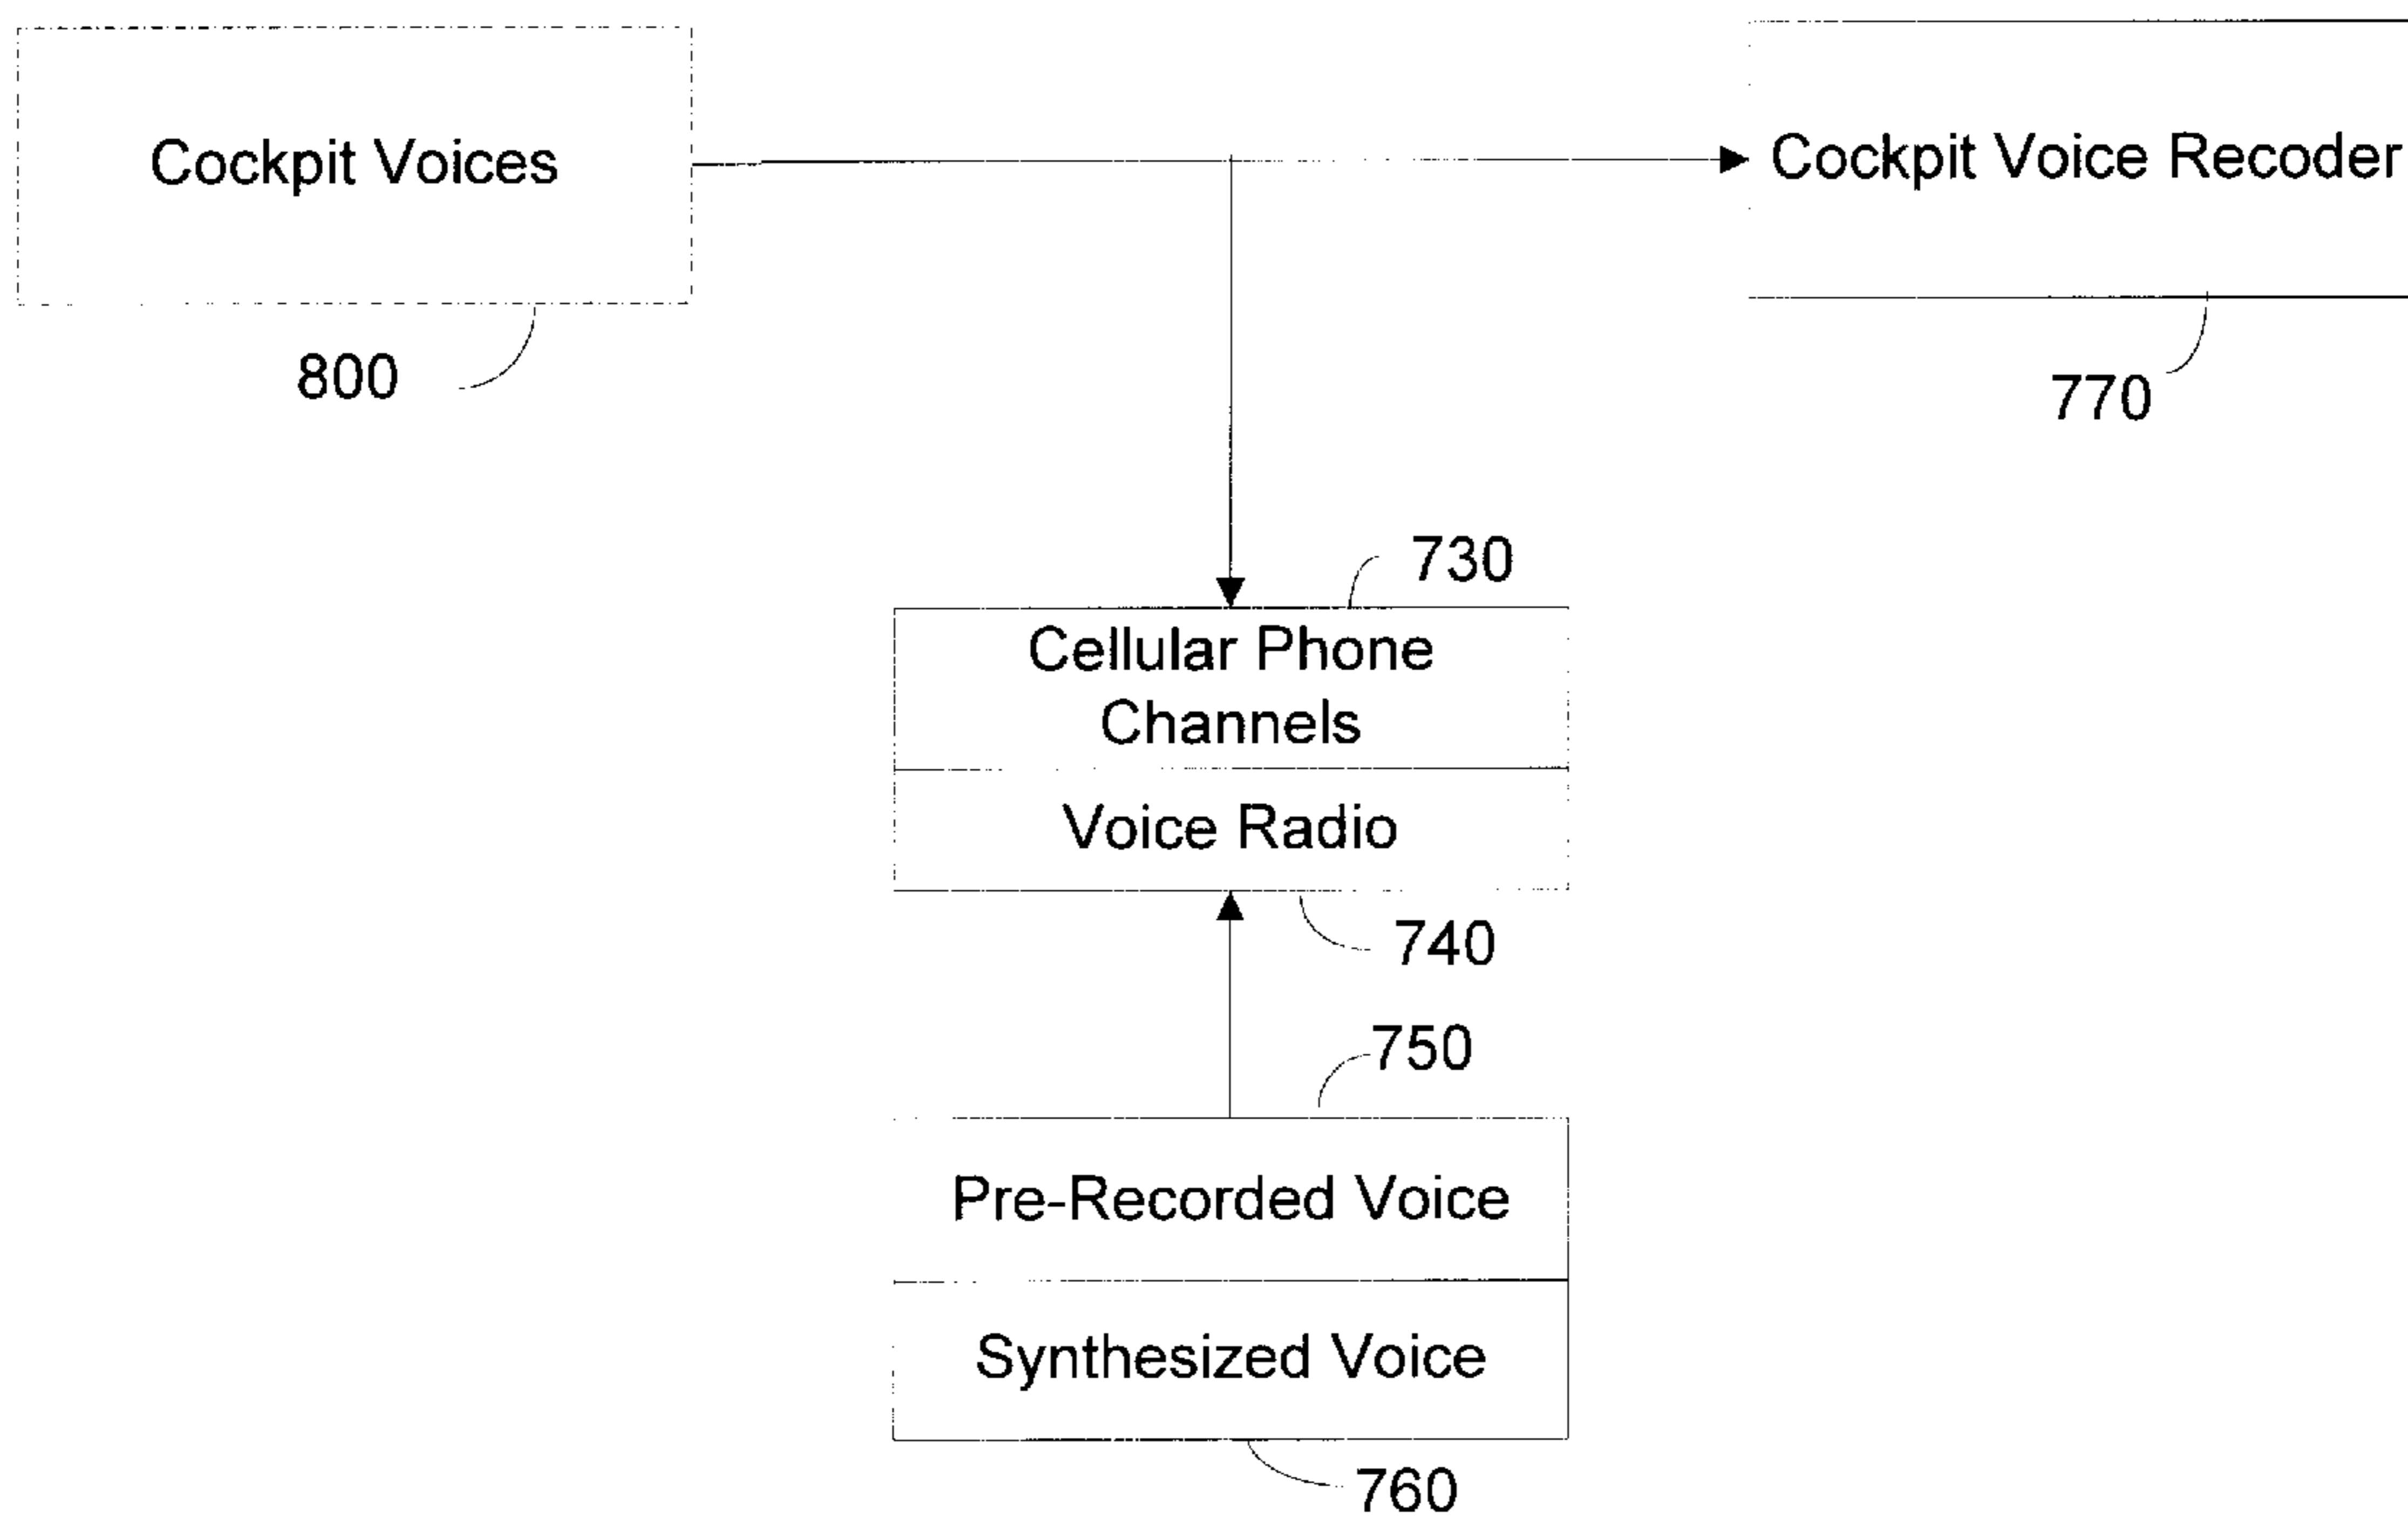 Cockpit Voices
Cockpit Voice Recoder
800
770
730
Cellular Phone
Channels
Voice Radio
740
750
Pre-Recorded Voice
Synthesized Voice
760